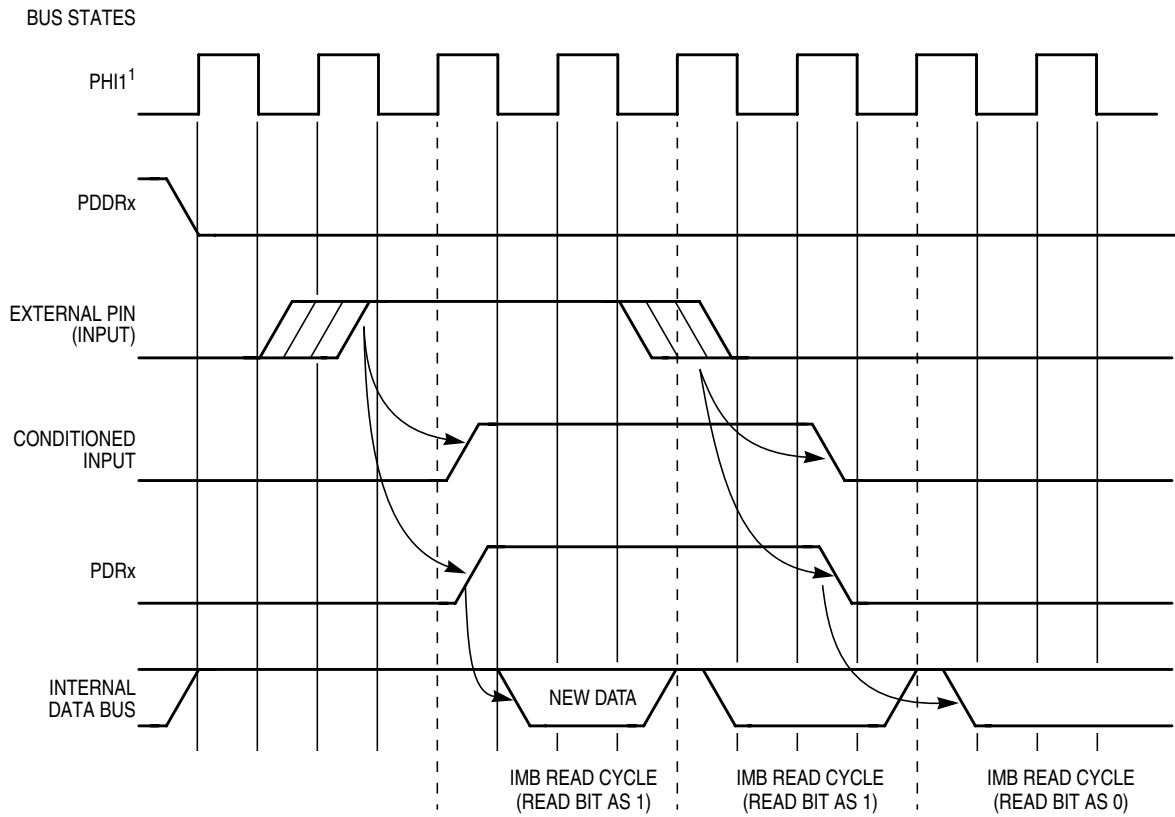 BUS STATES
PHI1¹
PDDRx
EXTERNAL PIN
(INPUT)
CONDITIONED
INPUT
PDRx
INTERNAL
DATA BUS
NEW DATA
IMB READ CYCLE
(READ BIT AS 1)
IMB READ CYCLE
(READ BIT AS 1)
IMB READ CYCLE
(READ BIT AS 0)